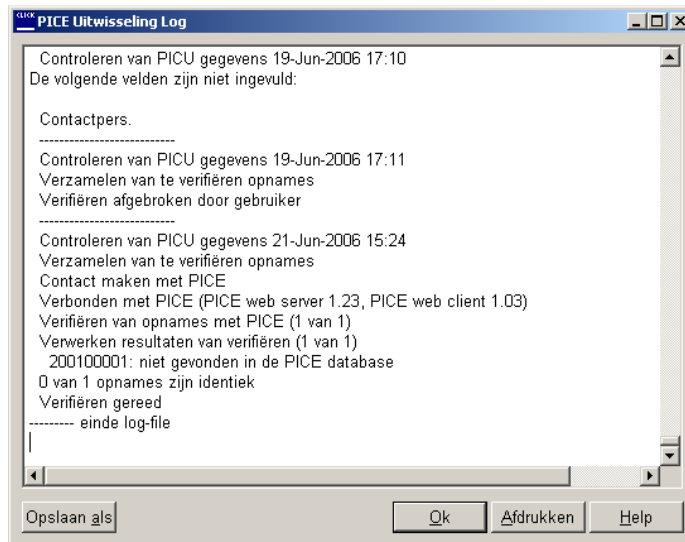 CLICK PICE Uitwisseling Log
Controleren van PICU gegevens 19-Jun-2006 17:10
De volgende velden zijn niet ingevuld:
Contactpers.
---------------------------
Controleren van PICU gegevens 19-Jun-2006 17:11
Verzamelen van te verifiëren opnames
Verifiëren afgebroken door gebruiker
---------------------------
Controleren van PICU gegevens 21-Jun-2006 15:24
Verzamelen van te verifiëren opnames
Contact maken met PICE
Verbonden met PICE (PICE web server 1.23, PICE web client 1.03)
Verifiëren van opnames met PICE (1 van 1)
Verwerken resultaten van verifiëren (1 van 1)
200100001: niet gevonden in de PICE database
0 van 1 opnames zijn identiek
Verifiëren gereed
--------- einde log-file
Opslaan als Ok Afdrukken Help